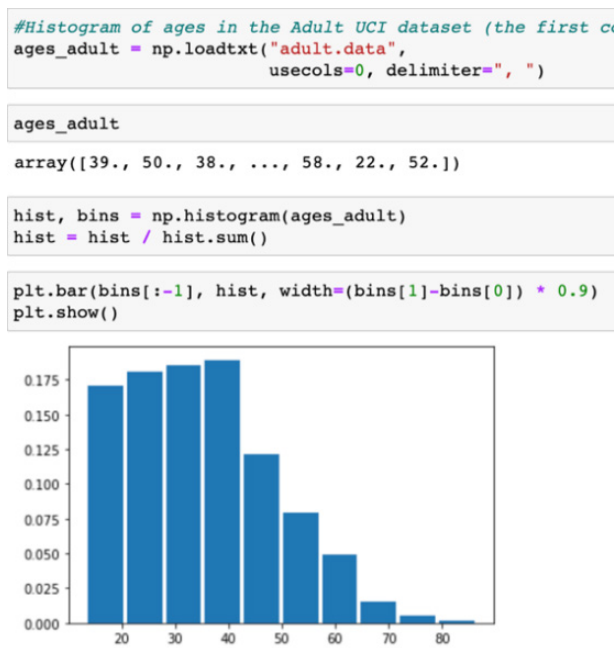 #Histogram of ages in the Adult UCI dataset (the first
ages_adult = np.loadtxt("adult.data",
usecols=0, delimiter=", ")
ages_adult
array([39., 50., 38., ..., 58., 22., 52.])
hist, bins = np.histogram(ages_adult)
hist = hist / hist.sum()
plt.bar(bins[:-1], hist, width=(bins[1]-bins[0]) * 0.9)
plt.show()
0.175
0.150
0.125
0.100
0.075
0.050
0.025
0.000
20 30 40 50 60 70 80